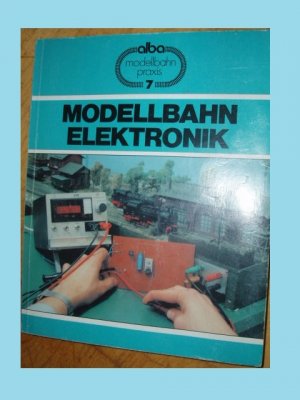 alba
modellbahn
praxis
7
MODELLBAHN
ELEKTRONIK